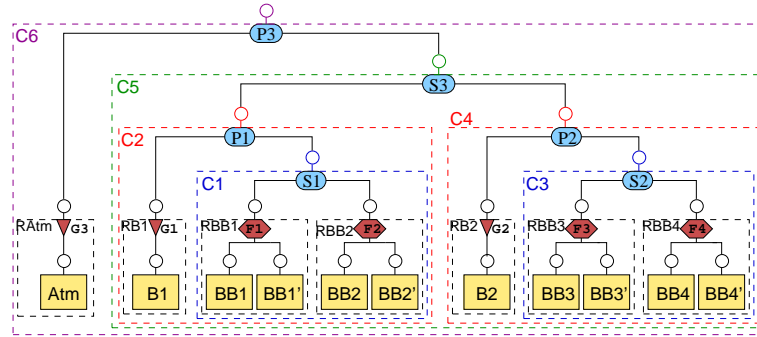 C6
P3
C5
S3
C2
P1
C4
P2
C1
S1
C3
S2
RAtm
G3
RB1
G1
RBB1
F1
RBB2
F2
RB2
G2
RBB3
F3
RBB4
F4
Atm
B1
BB1
BB1'
BB2
BB2'
B2
BB3
BB3'
BB4
BB4'